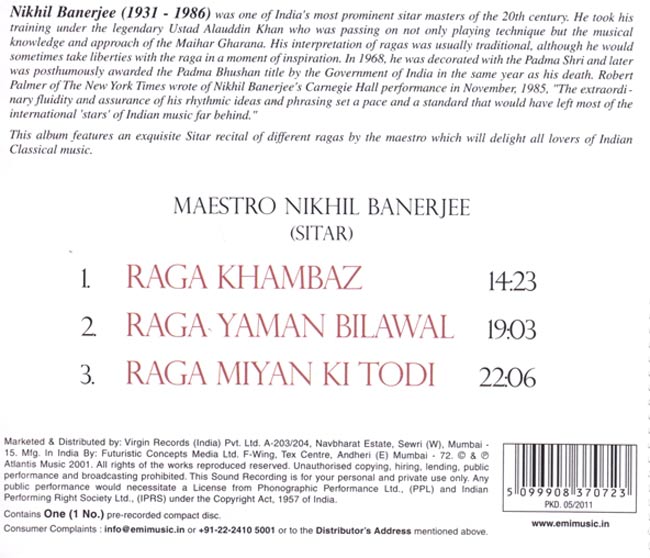 Nikhil Banerjee (1931 - 1986) was one of India's most prominent sitar masters of the 20th century. He took his
training under the legendary Ustad Alauddin Khan who was passing on not only playing technique but the musical
knowledge and approach of the Maihar Gharana. His interpretation of ragas was usually traditional, although he would
sometimes take liberties with the raga in a moment of inspiration. In 1968, he was decorated with the Padma Shri and later
was posthumously awarded the Padma Bhushan title by the Government of India in the same year as his death. Robert
Palmer of The New York Times wrote of Nikhil Banerjee's Carnegie Hall performance in November, 1985, "The extraordi-
nary fluidity and assurance of his rhythmic ideas and phrasing set a pace and a standard that would have left most of the
international 'stars' of Indian music far behind."
This album features an exquisite Sitar recital of different ragas by the maestro which will delight all lovers of Indian
Classical music.
MAESTRO NIKHIL BANERJEE
(SITAR)
1. RAGA KHAMBAZ 14:23
2. RAGA YAMAN BILAWAL 19:03
3. RAGA MIYAN KI TODI 22:06
Marketed & Distributed by: Virgin Records (India) Pvt. Ltd. A-203/204, Navbharat Estate, Sewri (W), Mumbai -
15. Mfg. In India By: Futuristic Concepts Media Ltd. F-Wing, Tex Centre, Andheri (E) Mumbai - 72. © & ℗
Atlantis Music 2001. All rights of the works reproduced reserved. Unauthorised copying, hiring, lending, public
performance and broadcasting prohibited. This Sound Recording is for your personal and private use only. Any
public performance would necessitate a License from Phonographic Performance Ltd., (PPL) and Indian
Performing Right Society Ltd., (IPRS) under the Copyright Act, 1957 of India.
Contains One (1 No.) pre-recorded compact disc.
Consumer Complaints : info@emimusic.in or +91-22-2410 5001 or to the Distributor's Address mentioned above.
5 099908 370723
PKD. 05/2011
www.emimusic.in